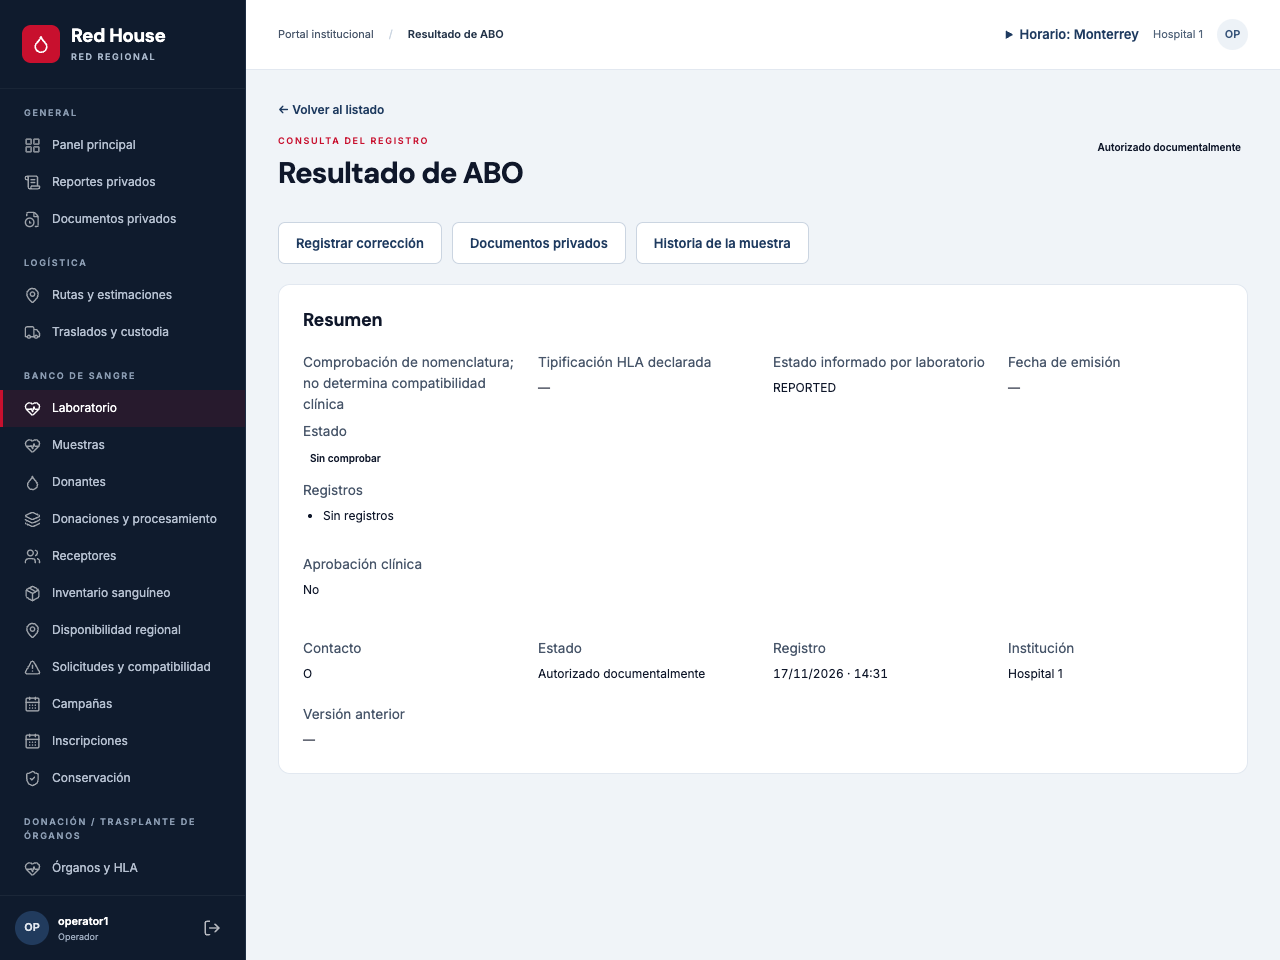 Red House
RED REGIONAL
GENERAL
Panel principal
Reportes privados
Documentos privados
LOGÍSTICA
Rutas y estimaciones
Traslados y custodia
BANCO DE SANGRE
Laboratorio
Muestras
Donantes
Donaciones y procesamiento
Receptores
Inventario sanguíneo
Disponibilidad regional
Solicitudes y compatibilidad
Campañas
Inscripciones
Conservación
DONACIÓN / TRASPLANTE DE
ÓRGANOS
Órganos y HLA
OP
operator1
Operador
Portal institucional / Resultado de ABO
▶ Horario: Monterrey
Hospital 1
OP
← Volver al listado
CONSULTA DEL REGISTRO
Resultado de ABO
Autorizado documentalmente
Registrar corrección
Documentos privados
Historia de la muestra
Resumen
Comprobación de nomenclatura;
no determina compatibilidad
clínica
Estado
Sin comprobar
Registros
• Sin registros
Aprobación clínica
No
Tipificación HLA declarada
—
Estado informado por laboratorio
REPORTED
Fecha de emisión
—
Contacto
O
Estado
Autorizado documentalmente
Registro
17/11/2026 · 14:31
Institución
Hospital 1
Versión anterior
—